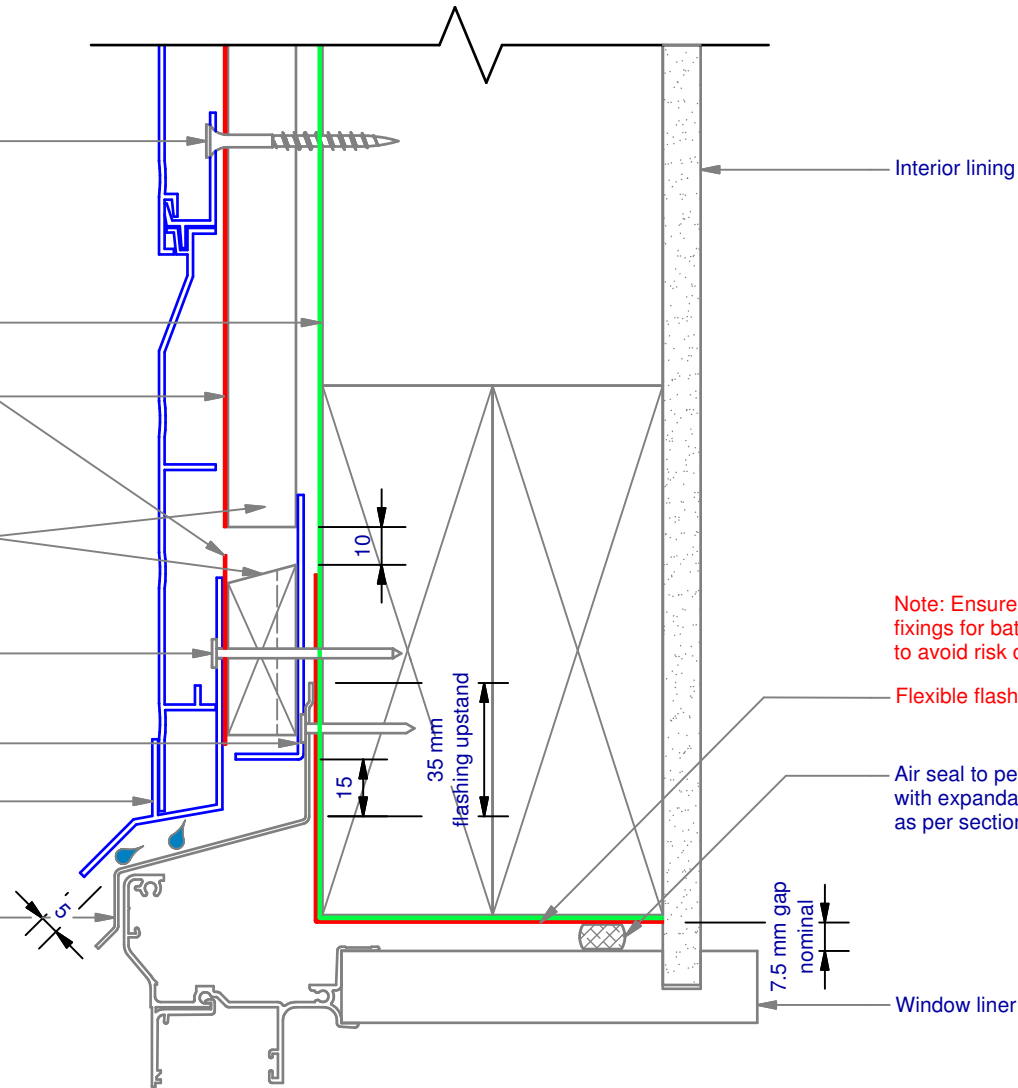 Interior lining
10
Note: Ensure
fixings for bat
to avoid risk o
Flexible flash
35 mm
flashing upstand
15
Air seal to pe
with expanda
as per section
5
7.5 mm gap
nominal
Window liner